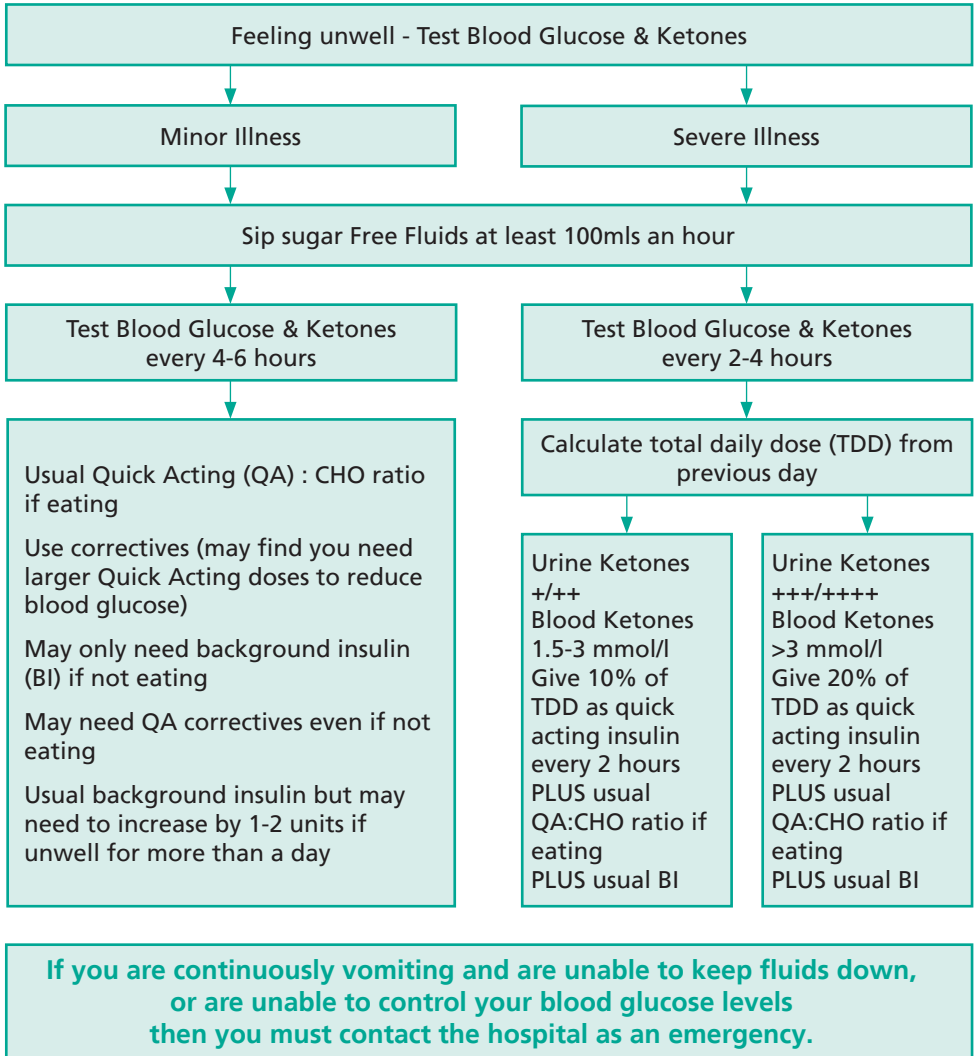 Feeling unwell - Test Blood Glucose & Ketones
Minor Illness
Severe Illness
Sip sugar Free Fluids at least 100mls an hour
Test Blood Glucose & Ketones
every 4-6 hours
Test Blood Glucose & Ketones
every 2-4 hours
Usual Quick Acting (QA) : CHO ratio
if eating
Use correctives (may find you need
larger Quick Acting doses to reduce
blood glucose)
May only need background insulin
(BI) if not eating
May need QA correctives even if not
eating
Usual background insulin but may
need to increase by 1-2 units if
unwell for more than a day
Calculate total daily dose (TDD) from
previous day
Urine Ketones
+/++
Blood Ketones
1.5-3 mmol/l
Give 10% of
TDD as quick
acting insulin
every 2 hours
PLUS usual
QA:CHO ratio if
eating
PLUS usual BI
Urine Ketones
+++/++++
Blood Ketones
>3 mmol/l
Give 20% of
TDD as quick
acting insulin
every 2 hours
PLUS usual
QA:CHO ratio if
eating
PLUS usual BI
If you are continuously vomiting and are unable to keep fluids down,
or are unable to control your blood glucose levels
then you must contact the hospital as an emergency.